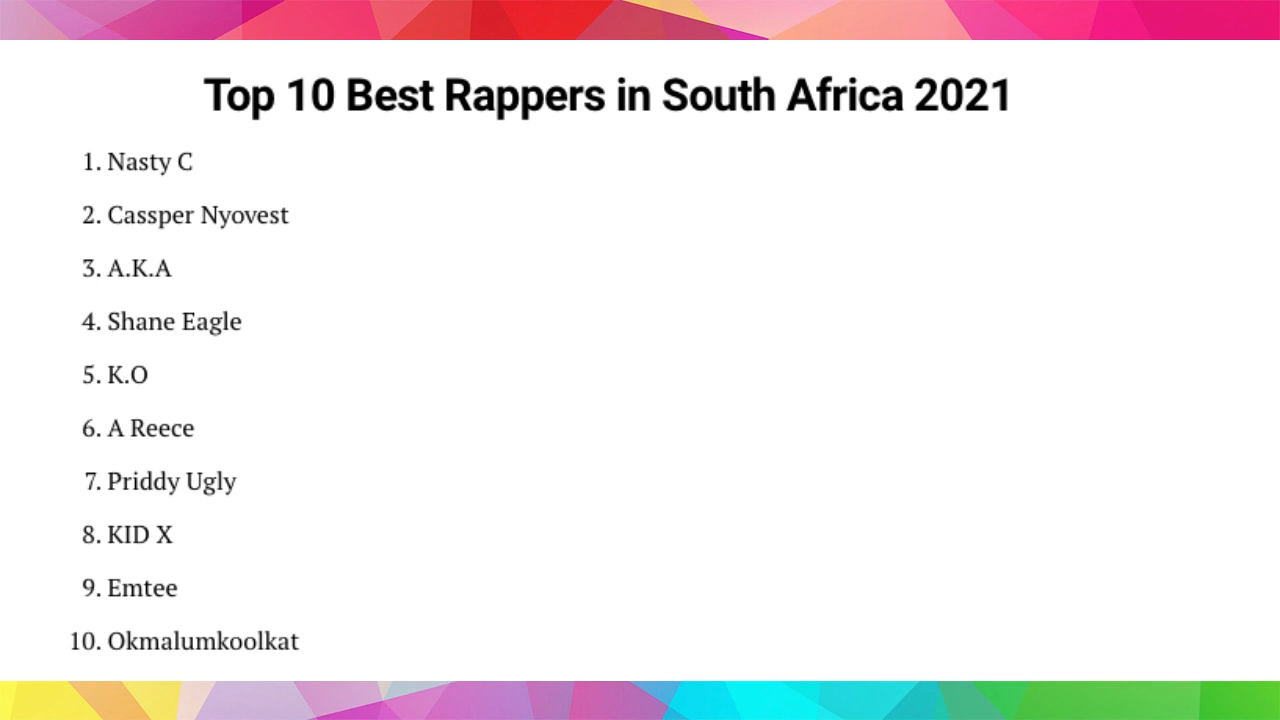 Top 10 Best Rappers in South Africa 2021
1. Nasty C
2. Cassper Nyovest
3. A.K.A
4. Shane Eagle
5. K.O
6. A Reece
7. Priddy Ugly
8. KID X
9. Emtee
10. Okmalumkoolkat